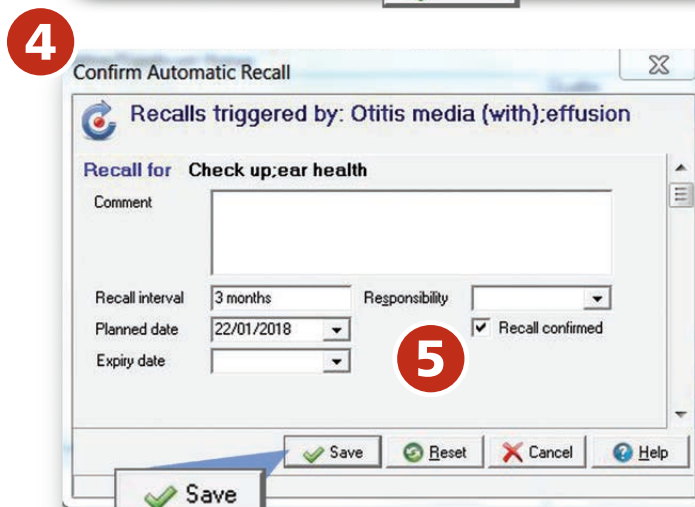 4
Confirm Automatic Recall
Recalls triggered by: Otitis media (with);effusion
Recall for Check up;ear health
Comment
Recall interval 3 months Responsibility
Planned date 22/01/2018 Recall confirmed
Expiry date
5
Save Reset Cancel Help
Save